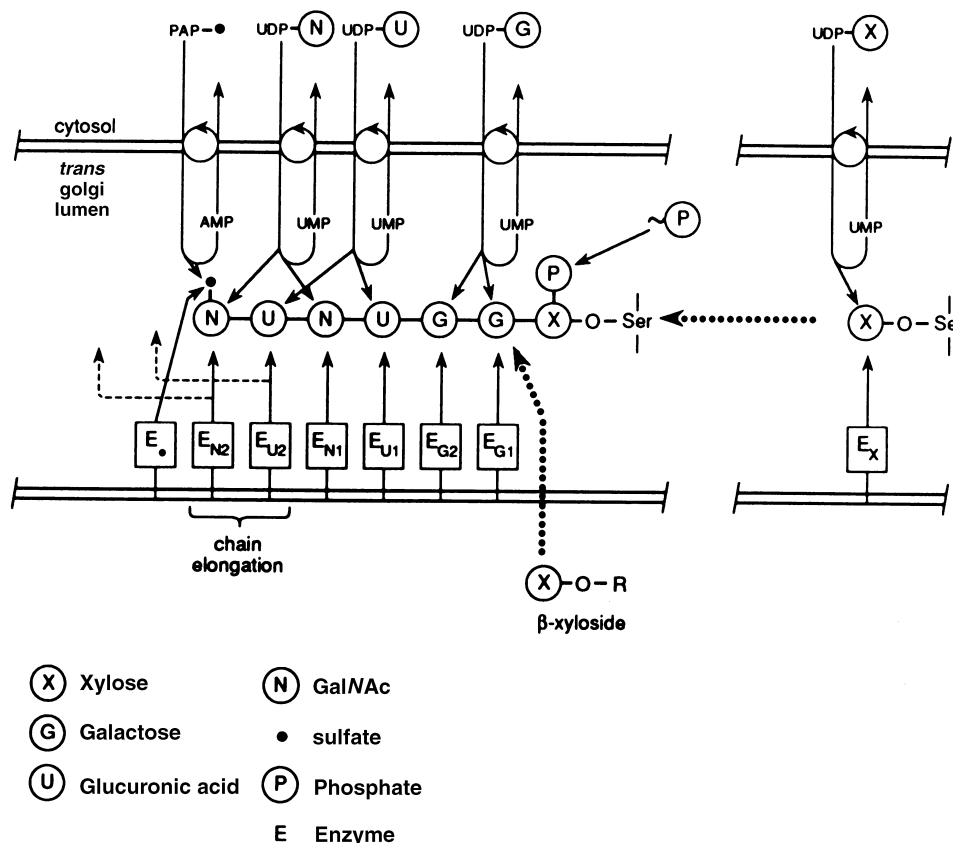 PAP-• UDP-N UDP-U UDP-G UDP-X
cytosol
trans
golgi
lumen
AMP UMP UMP UMP UMP
~P
P
N U N U G G X-O-Ser X-O-Se
E• EN2 EU2 EN1 EU1 EG2 EG1 EX
chain
elongation
X-O-R
β-xyloside
X Xylose N GalNAc
G Galactose • sulfate
U Glucuronic acid P Phosphate
E Enzyme